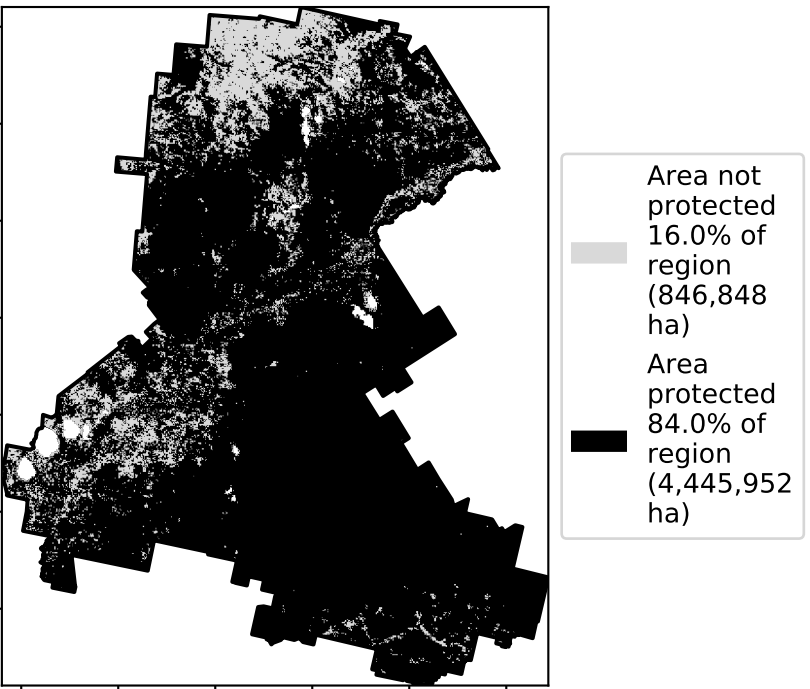 Area not
protected
16.0% of
region
(846,848
ha)
Area
protected
84.0% of
region
(4,445,952
ha)